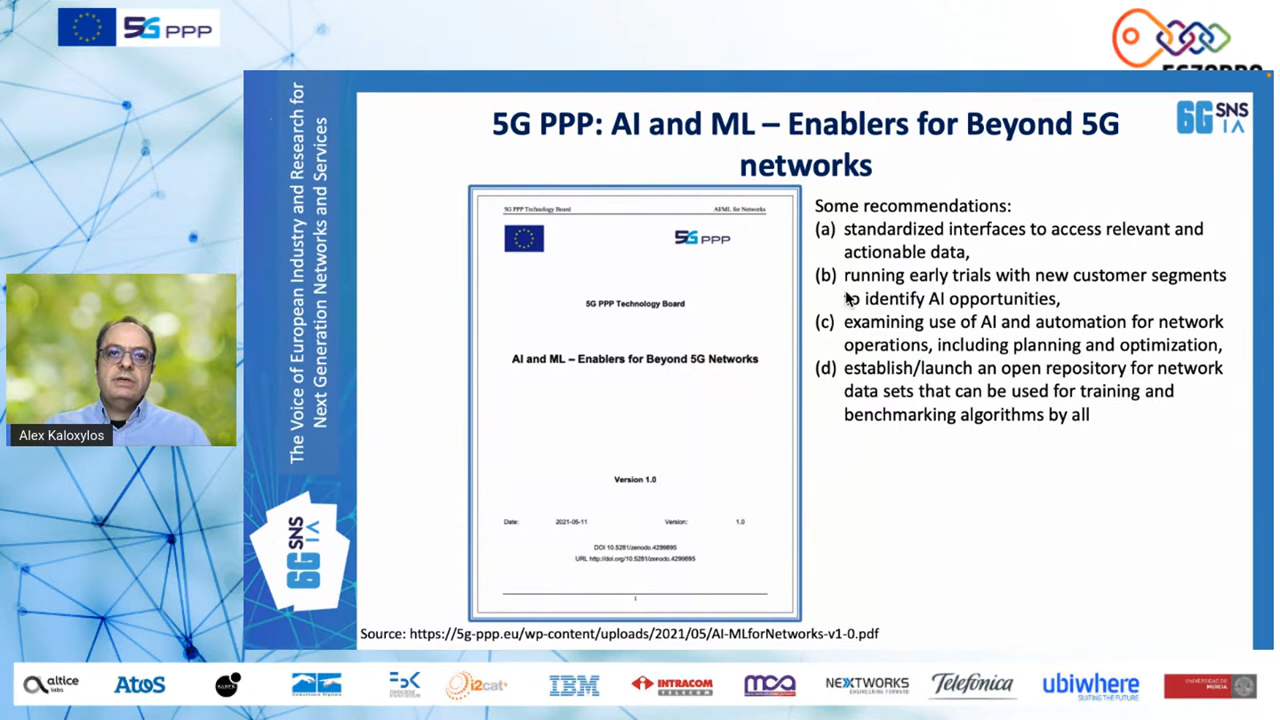 5G PPP
5G PPP: AI and ML – Enablers for Beyond 5G
networks
6G SNS
IA
The Voice of European Industry and Research for
Next Generation Networks and Services
5G PPP Technology Board
AI/ML for Networks
5G PPP
5G PPP Technology Board
AI and ML – Enablers for Beyond 5G Networks
Version 1.0
Date: 2021-05-11 Version: 1.0
DOI 10.5281/zenodo.4299895
URL http://doi.org/10.5281/zenodo.4299895
1
Some recommendations:
(a) standardized interfaces to access relevant and
actionable data,
(b) running early trials with new customer segments
to identify AI opportunities,
(c) examining use of AI and automation for network
operations, including planning and optimization,
(d) establish/launch an open repository for network
data sets that can be used for training and
benchmarking algorithms by all
Alex Kaloxylos
6G SNS
IA
Source: https://5g-ppp.eu/wp-content/uploads/2021/05/AI-MLforNetworks-v1-0.pdf
altice
labs
Atos
i2cat
IBM
INTRACOM
TELECOM
mca
NEXTWORKS
ENGINEERING FORWARD
Telefónica
ubiwhere
SUITING THE FUTURE
UNIVERSIDAD DE
MURCIA